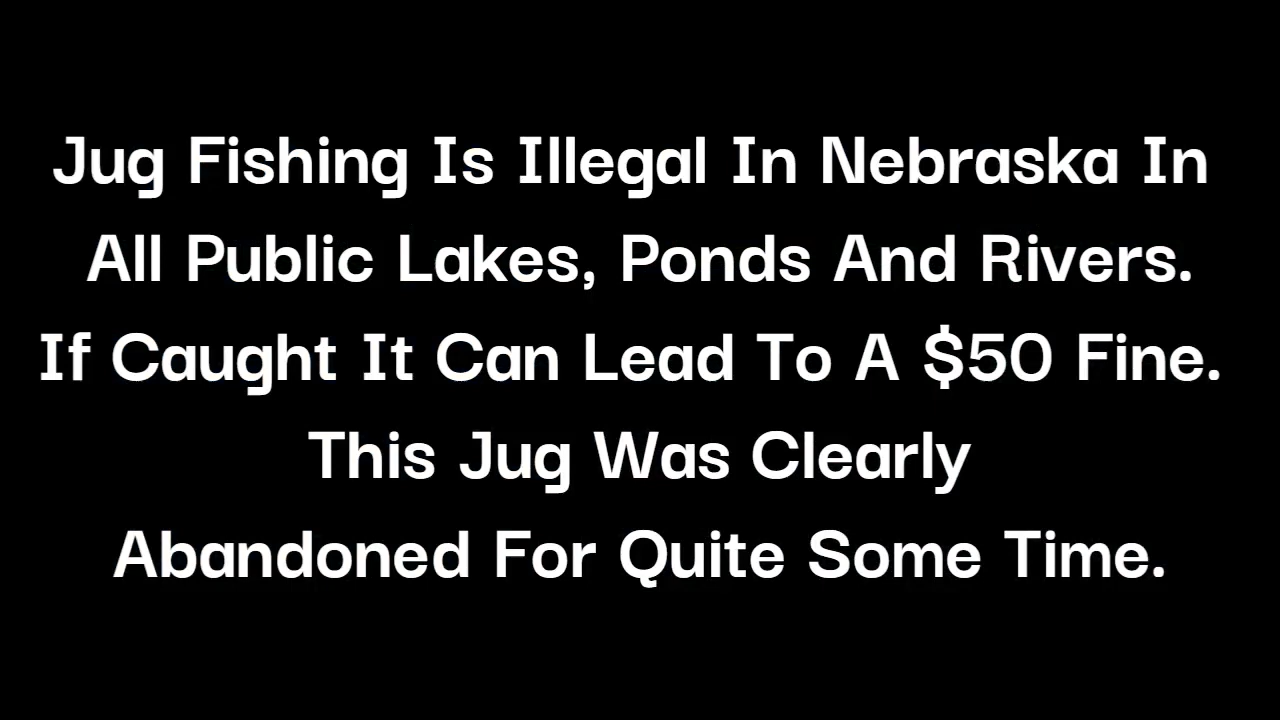 Jug Fishing Is Illegal In Nebraska In
All Public Lakes, Ponds And Rivers.
If Caught It Can Lead To A $50 Fine.
This Jug Was Clearly
Abandoned For Quite Some Time.